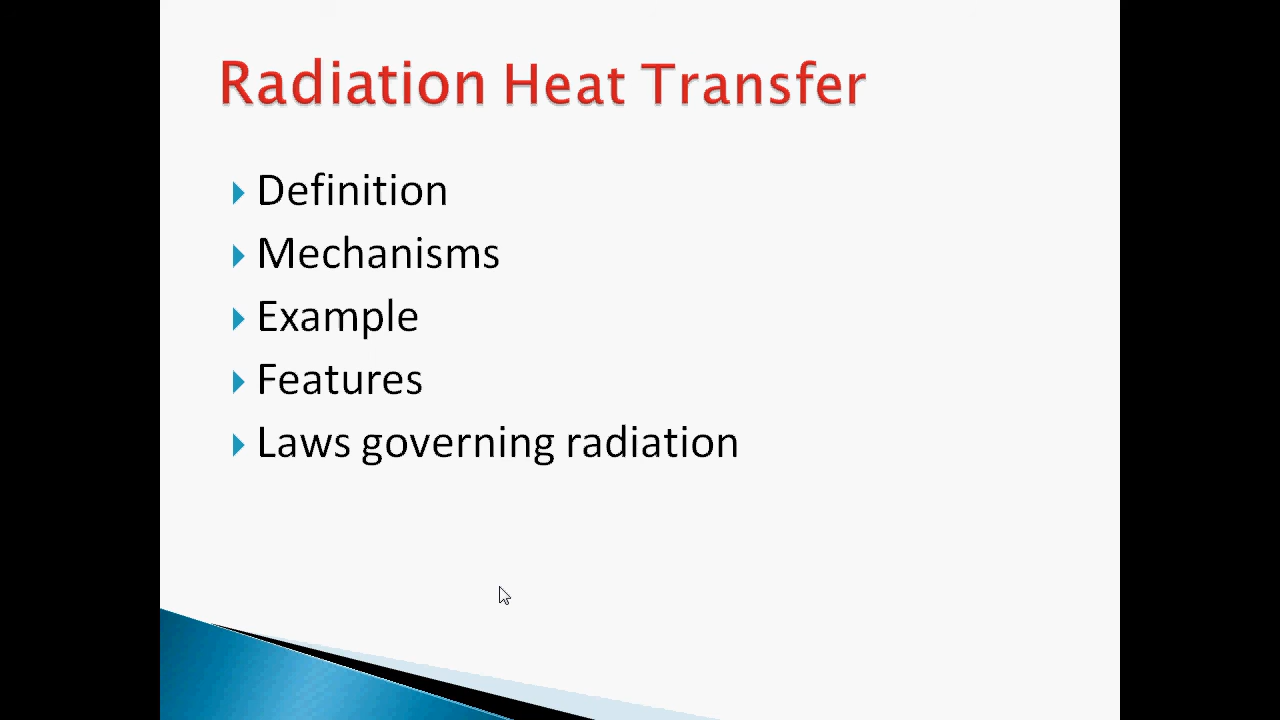 Radiation Heat Transfer
Definition
Mechanisms
Example
Features
Laws governing radiation